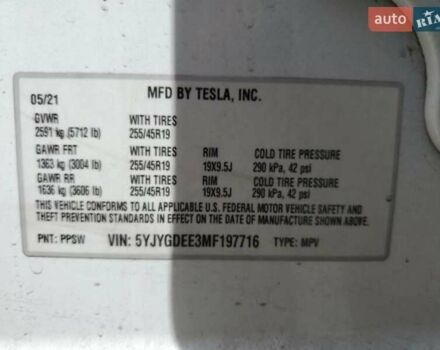 auto RIA
05/21 MFD BY TESLA, INC.
GVWR WITH TIRES
2591 kg (5712 lb) 255/45R19
GAWR FRT WITH TIRES RIM COLD TIRE PRESSURE
1363 kg (3004 lb) 255/45R19 19X9.5J 290 kPa, 42 psi
GAWR RR WITH TIRES RIM COLD TIRE PRESSURE
1636 kg (3606 lb) 255/45R19 19X9.5J 290 kPa, 42 psi
THIS VEHICLE CONFORMS TO ALL APPLICABLE U.S. FEDERAL MOTOR VEHICLE SAFETY AND
THEFT PREVENTION STANDARDS IN EFFECT ON THE DATE OF MANUFACTURE SHOWN ABOVE.
PNT: PPSW VIN: 5YJYGDEE3MF197716 TYPE: MPV